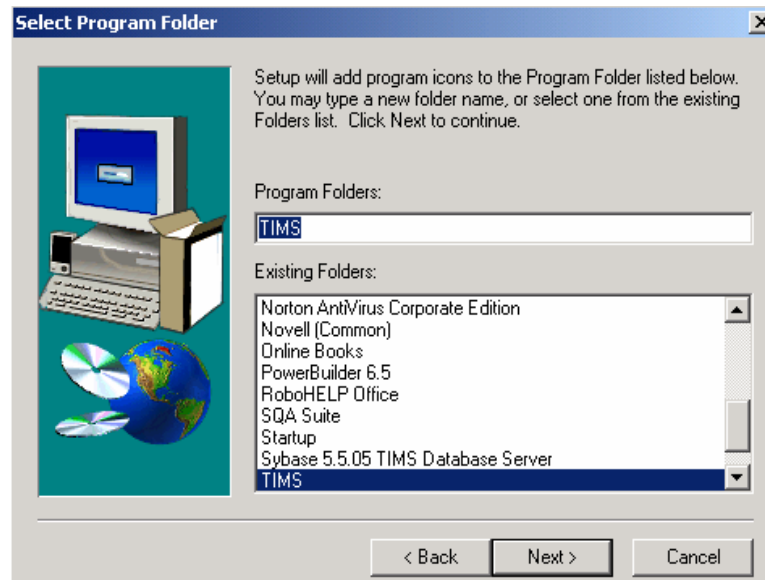 Select Program Folder
Setup will add program icons to the Program Folder listed below.
You may type a new folder name, or select one from the existing
Folders list. Click Next to continue.
Program Folders:
TIMS
Existing Folders:
Norton AntiVirus Corporate Edition
Novell (Common)
Online Books
PowerBuilder 6.5
RoboHELP Office
SQA Suite
Startup
Sybase 5.5.05 TIMS Database Server
TIMS
< Back
Next >
Cancel